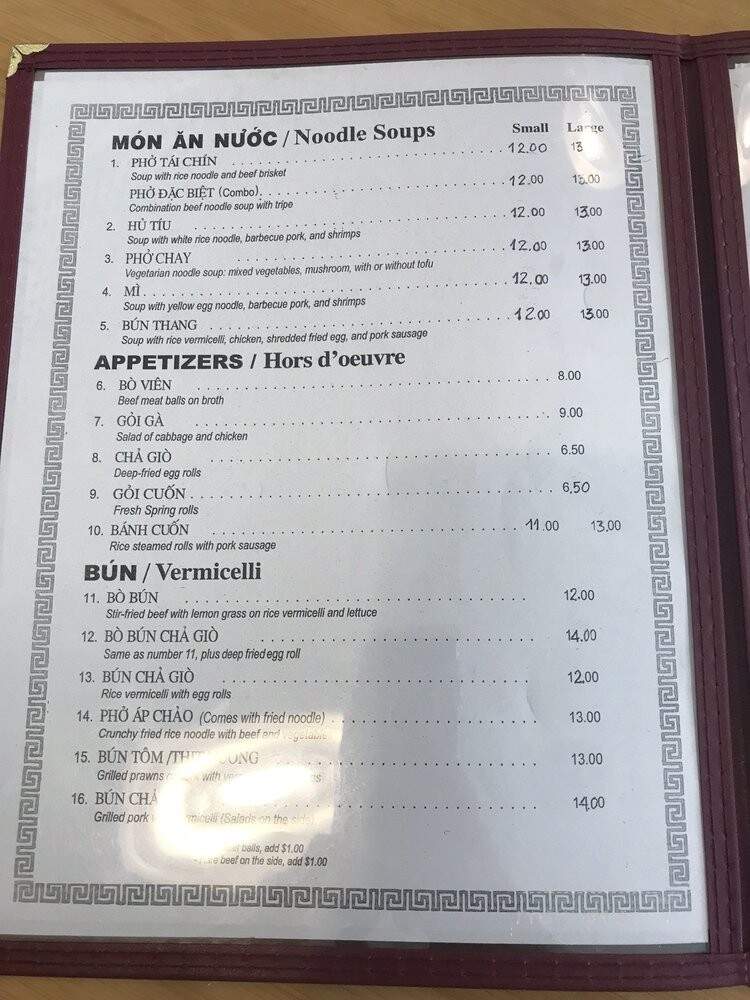 MÓN ĂN NƯỚC / Noodle Soups Small
1. PHỞ TÁI CHÍN 12.00 13
Soup with rice noodle and beef brisket
PHỞ ĐẶC BIỆT (Combo). 12.00 13.00
Combination beef noodle soup with tripe
2. HỦ TÍU 12.00 13.00
Soup with white rice noodle, barbecue pork, and shrimps
3. PHỞ CHAY 12.00 13.00
Vegetarian noodle soup: mixed vegetables, mushroom, with or without tofu
4. MÌ 12.00 13.00
Soup with yellow egg noodle, barbecue pork, and shrimps
5. BÚN THANG 12.00 13.00
Soup with rice vermicelli, chicken, shredded fried egg, and pork sausage
APPETIZERS / Hors d'oeuvre
6. BÒ VIÊN 8.00
Beef meat balls on broth
7. GỎI GÀ 9.00
Salad of cabbage and chicken
8. CHẢ GIÒ 6.50
Deep-fried egg rolls
9. GỎI CUỐN 6.50
Fresh Spring rolls
10. BÁNH CUỐN 11.00 13.00
Rice steamed rolls with pork sausage
BÚN / Vermicelli
11. BÒ BÚN 12.00
Stir-fried beef with lemon grass on rice vermicelli and lettuce
12. BÒ BÚN CHẢ GIÒ 14.00
Same as number 11, plus deep fried egg roll
13. BÚN CHẢ GIÒ 12.00
Rice vermicelli with egg rolls
14. PHỞ ÁP CHẢO (Comes with fried noodle) 13.00
Crunchy fried rice noodle with beef and vegetable
15. BÚN TÔM / 13.00
Grilled prawns with
16. BÚN CHẢ 14.00
Grilled pork (Salads on the side)
balls, add $1.00
beef on the side, add $1.00